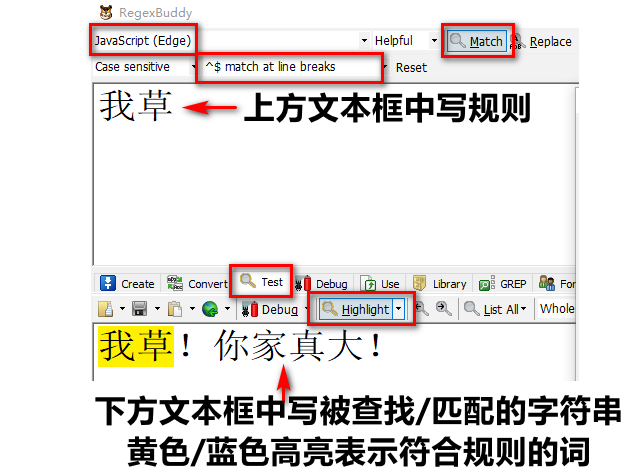 RegexBuddy
JavaScript (Edge) Helpful Match Replace
Case sensitive ^$ match at line breaks Reset
我草 上方文本框中写规则
Create Convert Test Debug Use Library GREP For
Debug Highlight List All Whole
我草！你家真大！
下方文本框中写被查找/匹配的字符串
黄色/蓝色高亮表示符合规则的词